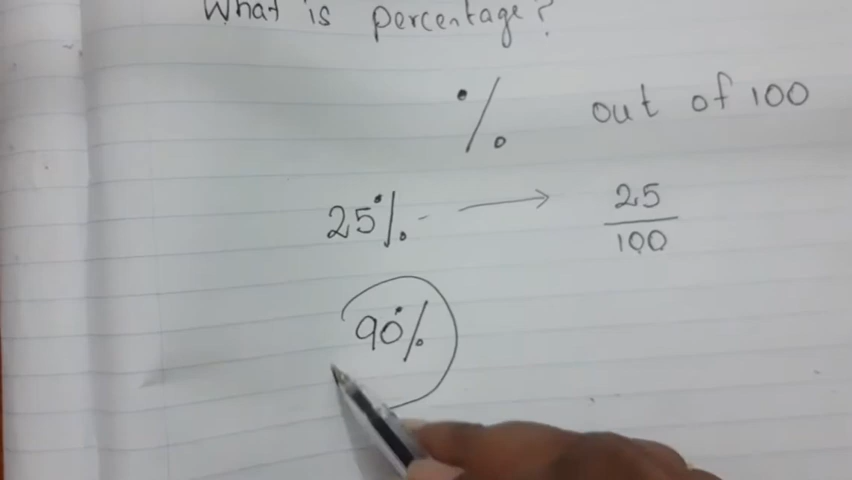 What is percentage?
% out of 100
25% → 25/100
90%